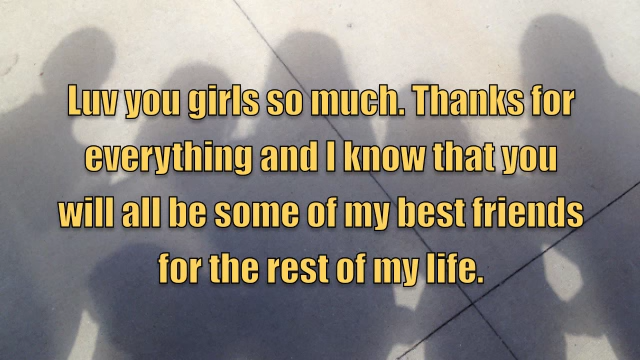 Luv you girls so much. Thanks for
everything and I know that you
will all be some of my best friends
for the rest of my life.